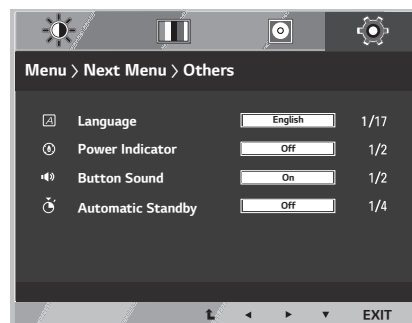 Menu > Next Menu > Others
Language English 1/17
Power Indicator Off 1/2
Button Sound On 1/2
Automatic Standby Off 1/4
EXIT